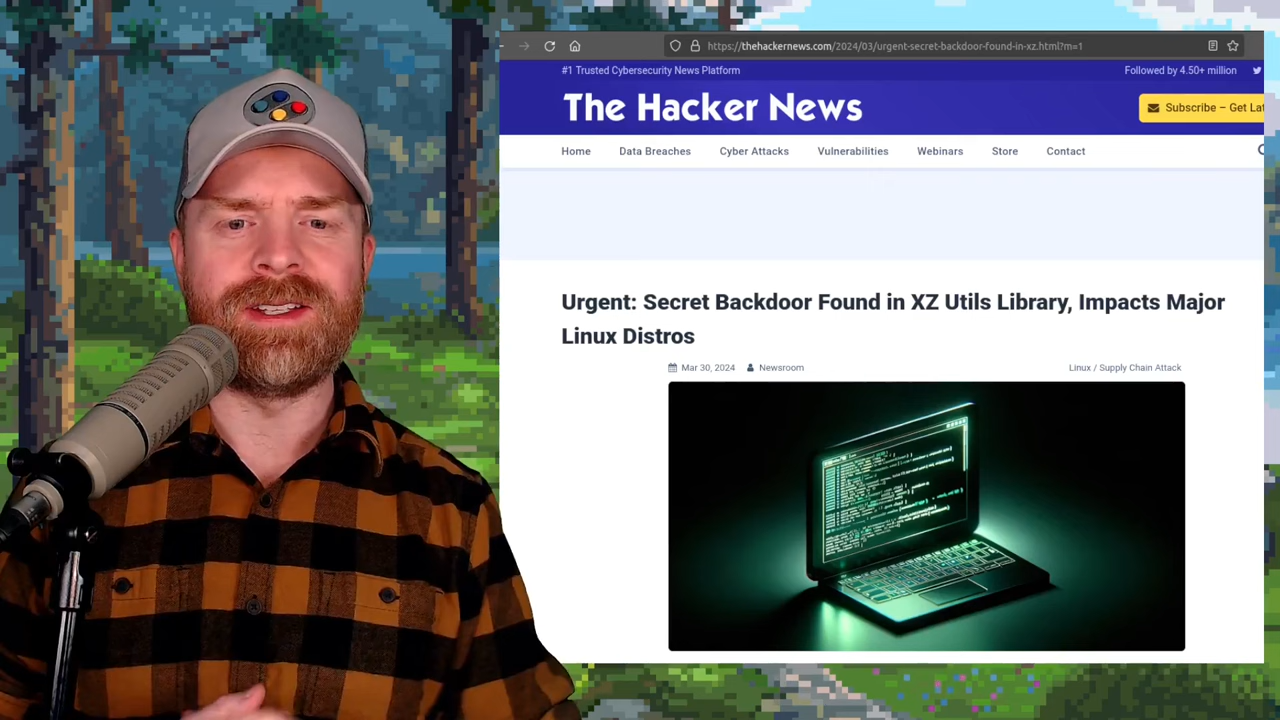 https://thehackernews.com/2024/03/urgent-secret-backdoor-found-in-xz.html?m=1
#1 Trusted Cybersecurity News Platform
Followed by 4.50+ million
The Hacker News
Subscribe – Get Lat
Home Data Breaches Cyber Attacks Vulnerabilities Webinars Store Contact
Urgent: Secret Backdoor Found in XZ Utils Library, Impacts Major
Linux Distros
Mar 30, 2024 Newsroom
Linux / Supply Chain Attack